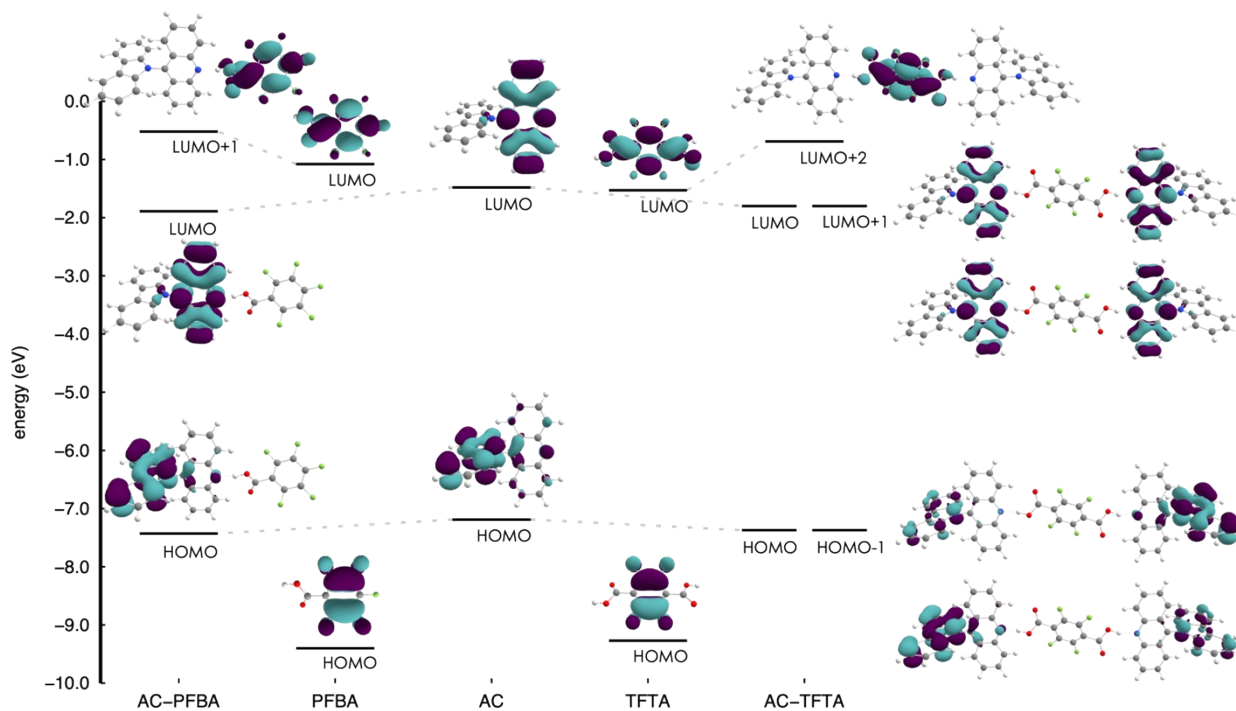 0.0
−1.0
−2.0
−3.0
−4.0
−5.0
−6.0
−7.0
−8.0
−9.0
−10.0
energy (eV)
LUMO+1
LUMO
LUMO
LUMO
LUMO
LUMO+2
LUMO
LUMO+1
HOMO
HOMO
HOMO
HOMO
HOMO
HOMO-1
AC–PFBA
PFBA
AC
TFTA
AC–TFTA